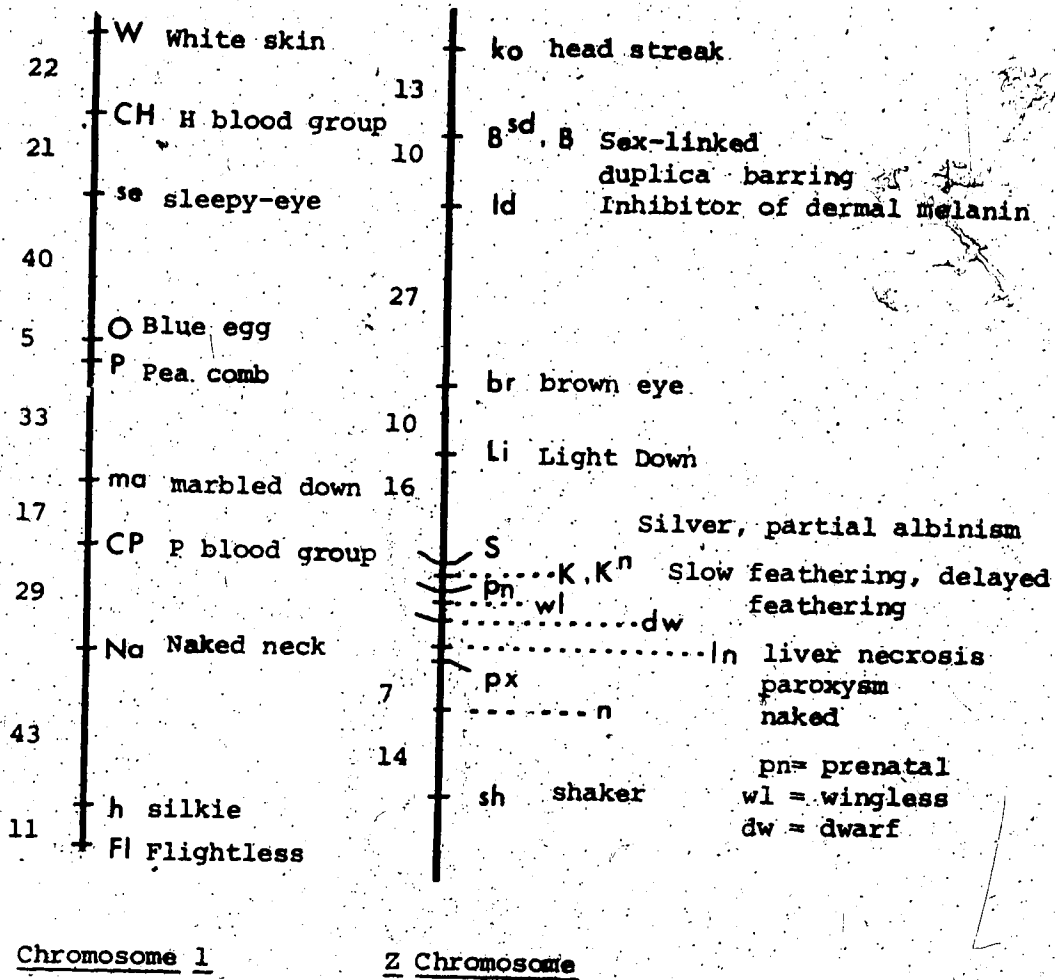 W White skin
22
CH H blood group
21
se sleepy-eye
40
O Blue egg
5
P Pea comb
33
ma marbled down
17
CP P blood group
29
Na Naked neck
43
h silkie
11
Fl Flightless
Chromosome 1
ko head streak
13
B^sd, B Sex-linked
duplica barring
10
Id Inhibitor of dermal melanin
27
br brown eye
10
Li Light Down
16
S Silver, partial albinism
K, K^n Slow feathering, delayed
feathering
pn
wl
dw
ln liver necrosis
px paroxysm
7
n naked
14
sh shaker
pn= prenatal
wl = wingless
dw = dwarf
Z Chromosome